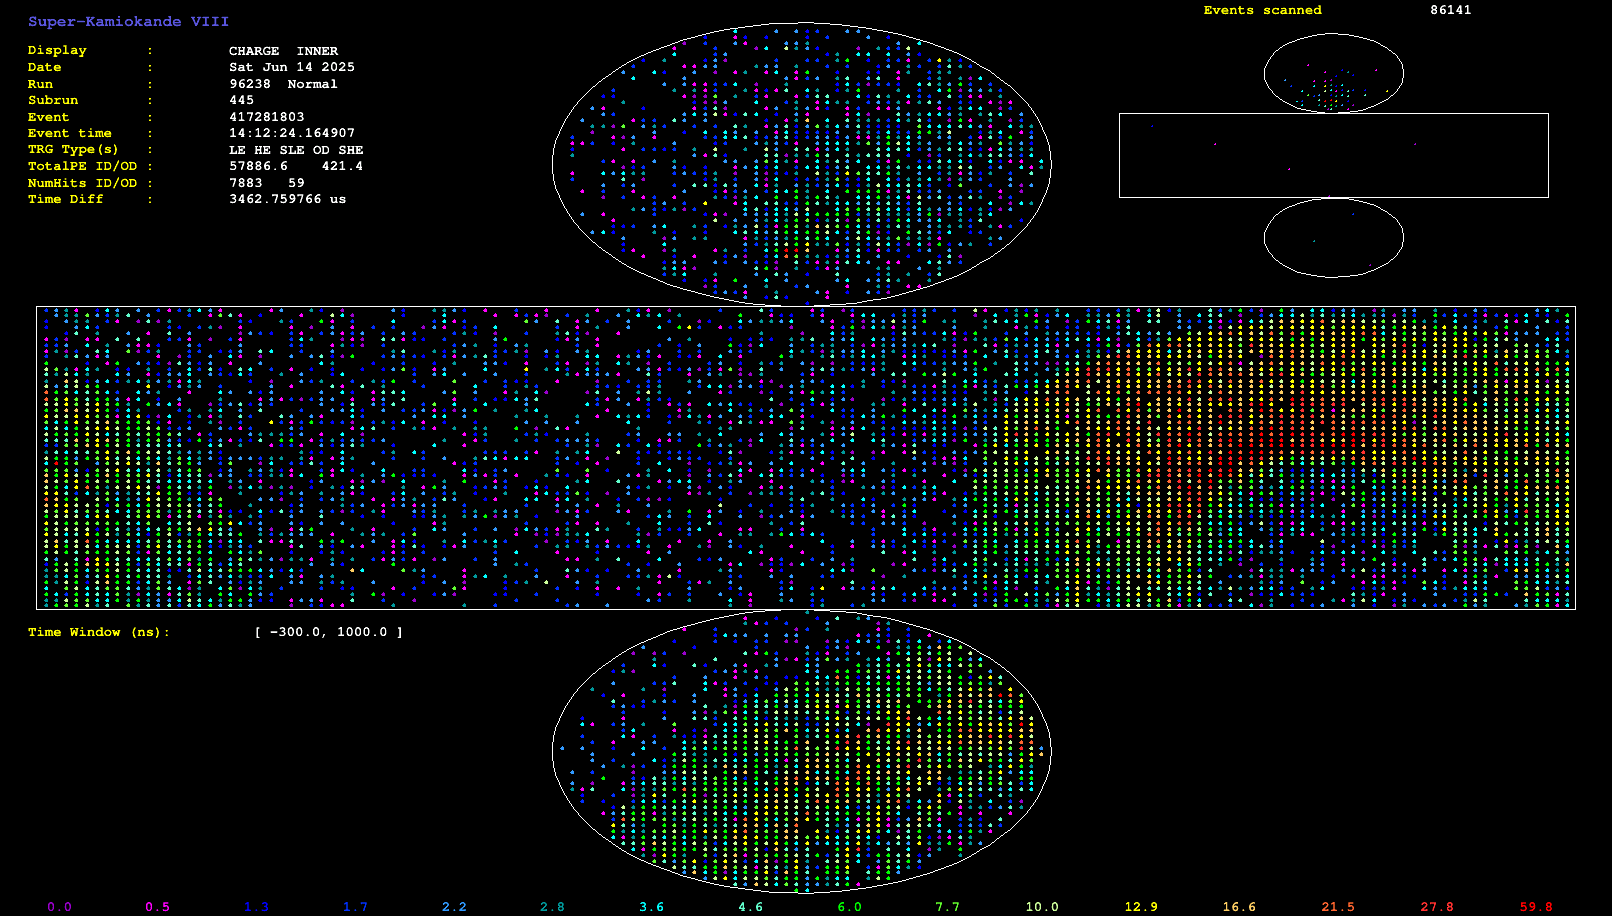 Super-Kamiokande VIII
Events scanned 86141
Display : CHARGE INNER
Date : Sat Jun 14 2025
Run : 96238 Normal
Subrun : 445
Event : 417281803
Event time : 14:12:24.164907
TRG Type(s) : LE HE SLE OD SHE
TotalPE ID/OD : 57886.6 421.4
NumHits ID/OD : 7883 59
Time Diff : 3462.759766 us
Time Window (ns): [ -300.0, 1000.0 ]
0.0 0.5 1.3 1.7 2.2 2.8 3.6 4.6 6.0 7.7 10.0 12.9 16.6 21.5 27.8 59.8